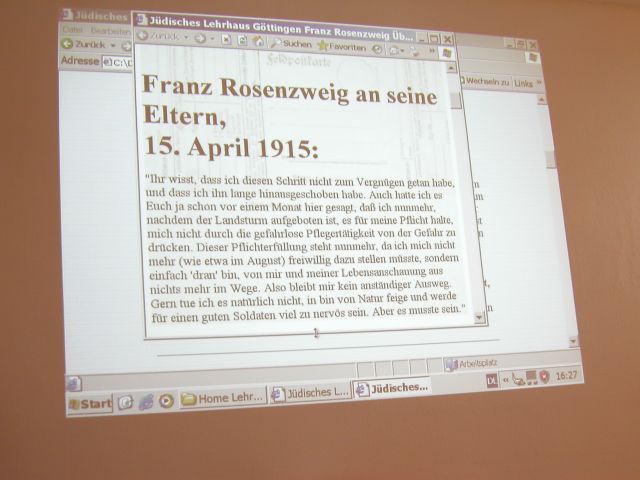 Jüdisches
Jüdisches Lehrhaus Göttingen Franz Rosenzweig Üb...
Datei Bearbeiten
Zurück
Zurück
Suchen Favoriten
Adresse C:\D
Wechseln zu Links
Feldpostkarte
Franz Rosenzweig an seine
Eltern,
15. April 1915:
"Ihr wisst, dass ich diesen Schritt nicht zum Vergnügen getan habe,
und dass ich ihn lange hinausgeschoben habe. Auch hatte ich es
Euch ja schon vor einem Monat hier gesagt, daß ich nunmehr,
nachdem der Landsturm aufgeboten ist, es für meine Pflicht halte,
mich nicht durch die gefahrlose Pflegertätigkeit von der Gefahr zu
drücken. Dieser Pflichterfüllung steht nunmehr, da ich mich nicht
mehr (wie etwa im August) freiwillig dazu stellen müsste, sondern
einfach 'dran' bin, von mir und meiner Lebensanschauung aus
nichts mehr im Wege. Also bleibt mir kein anständiger Ausweg.
Gern tue ich es natürlich nicht, in bin von Natur feige und werde
für einen guten Soldaten viel zu nervös sein. Aber es musste sein."
Arbeitsplatz
Start
Home Lehr...
Jüdisches L...
Jüdisches...
16:27